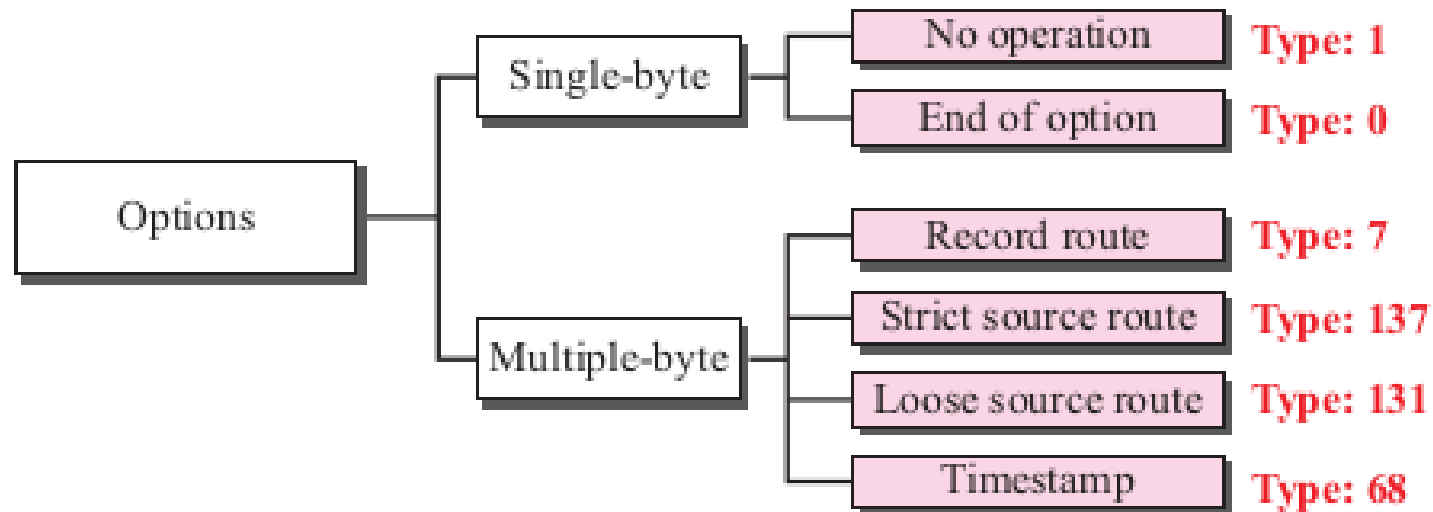 No operation Type: 1
Single-byte
End of option Type: 0
Options
Record route Type: 7
Strict source route Type: 137
Multiple-byte
Loose source route Type: 131
Timestamp Type: 68